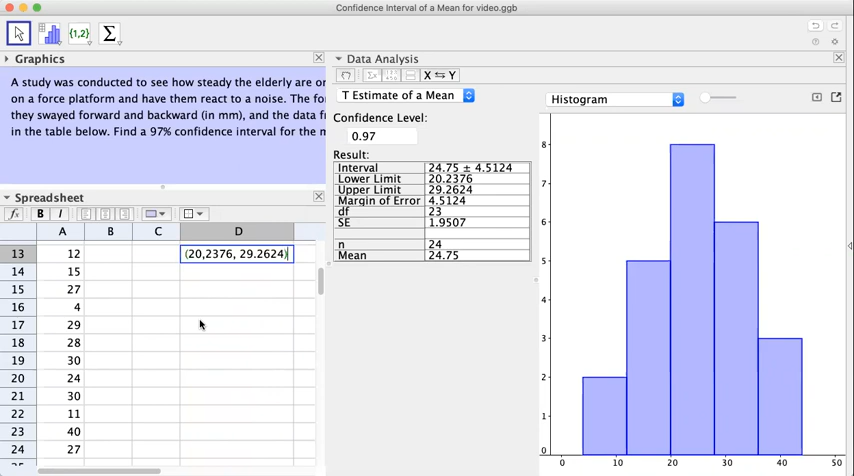 Confidence Interval of a Mean for video.ggb
{1,2} Σ
Graphics
A study was conducted to see how steady the elderly are or
on a force platform and have them react to a noise. The fo
they swayed forward and backward (in mm), and the data f
in the table below. Find a 97% confidence interval for the m
Spreadsheet
fx B I
A B C D
13 12 (20,2376, 29.2624)
14 15
15 27
16 4
17 29
18 28
19 30
20 24
21 30
22 11
23 40
24 27
Data Analysis
Σx X ⇆ Y
T Estimate of a Mean
Confidence Level:
0.97
Result:
Interval 24.75 ± 4.5124
Lower Limit 20.2376
Upper Limit 29.2624
Margin of Error 4.5124
df 23
SE 1.9507
n 24
Mean 24.75
Histogram
8
7
6
5
4
3
2
1
0
0 10 20 30 40 50